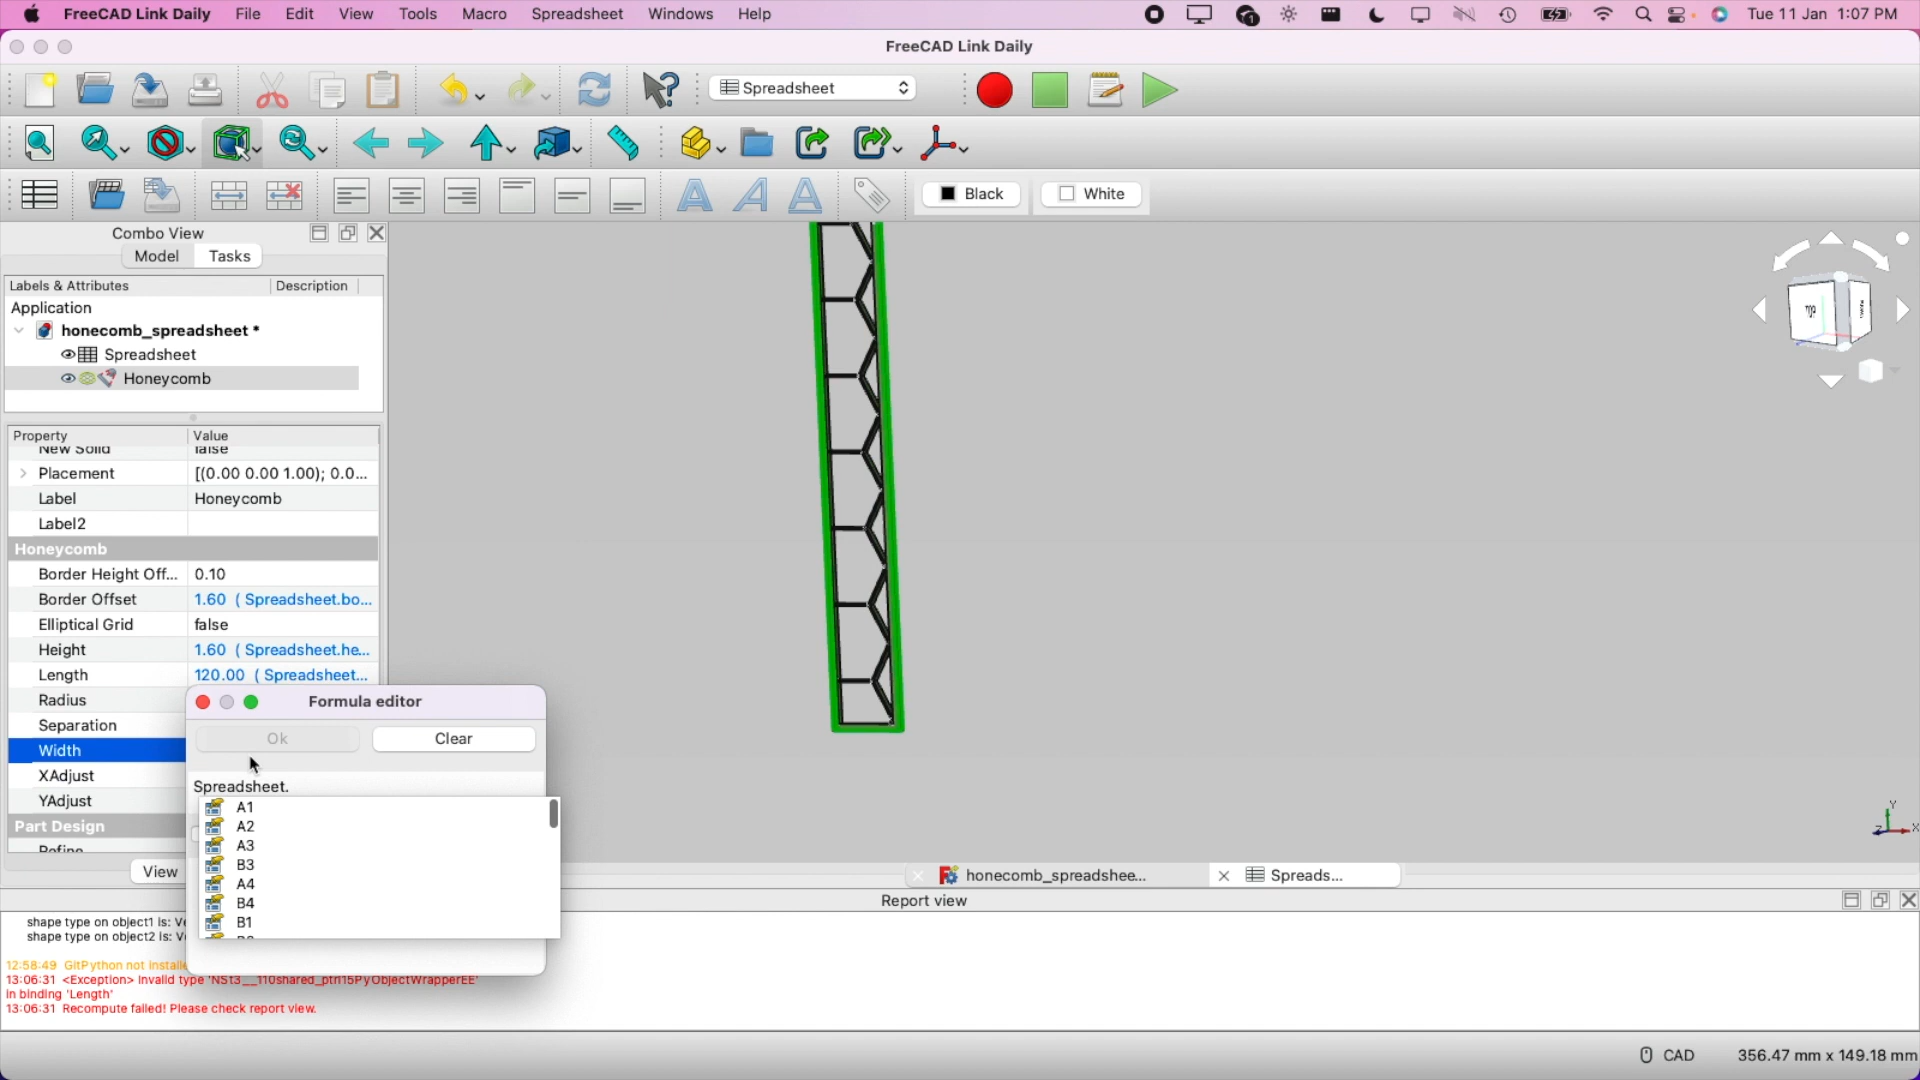 FreeCAD Link Daily File Edit View Tools Macro Spreadsheet Windows Help Tue 11 Jan 1:07 PM
FreeCAD Link Daily
Spreadsheet
Black White
Combo View
Model Tasks
Labels & Attributes Description
Application
honecomb_spreadsheet *
Spreadsheet
Honeycomb
Property Value
New Solid false
Placement [(0.00 0.00 1.00); 0.0...
Label Honeycomb
Label2
Honeycomb
Border Height Off... 0.10
Border Offset 1.60 ( Spreadsheet.bo...
Elliptical Grid false
Height 1.60 ( Spreadsheet.he...
Length 120.00 ( Spreadsheet...
Radius
Separation
Width
XAdjust
YAdjust
Part Design
Refine
View
Formula editor
Ok Clear
Spreadsheet.
A1
A2
A3
B3
A4
B4
B1
honecomb_spreadshee... Spreads...
Report view
shape type on object1 is:
shape type on object2 is:
12:58:49 GitPython not
13:06:31 <Exception> Invalid type 'NSt3__110shared_ptrI15PyObjectWrapperEE'
in binding 'Length'
13:06:31 Recompute failed! Please check report view.
CAD 356.47 mm x 149.18 mm
Y
Z X